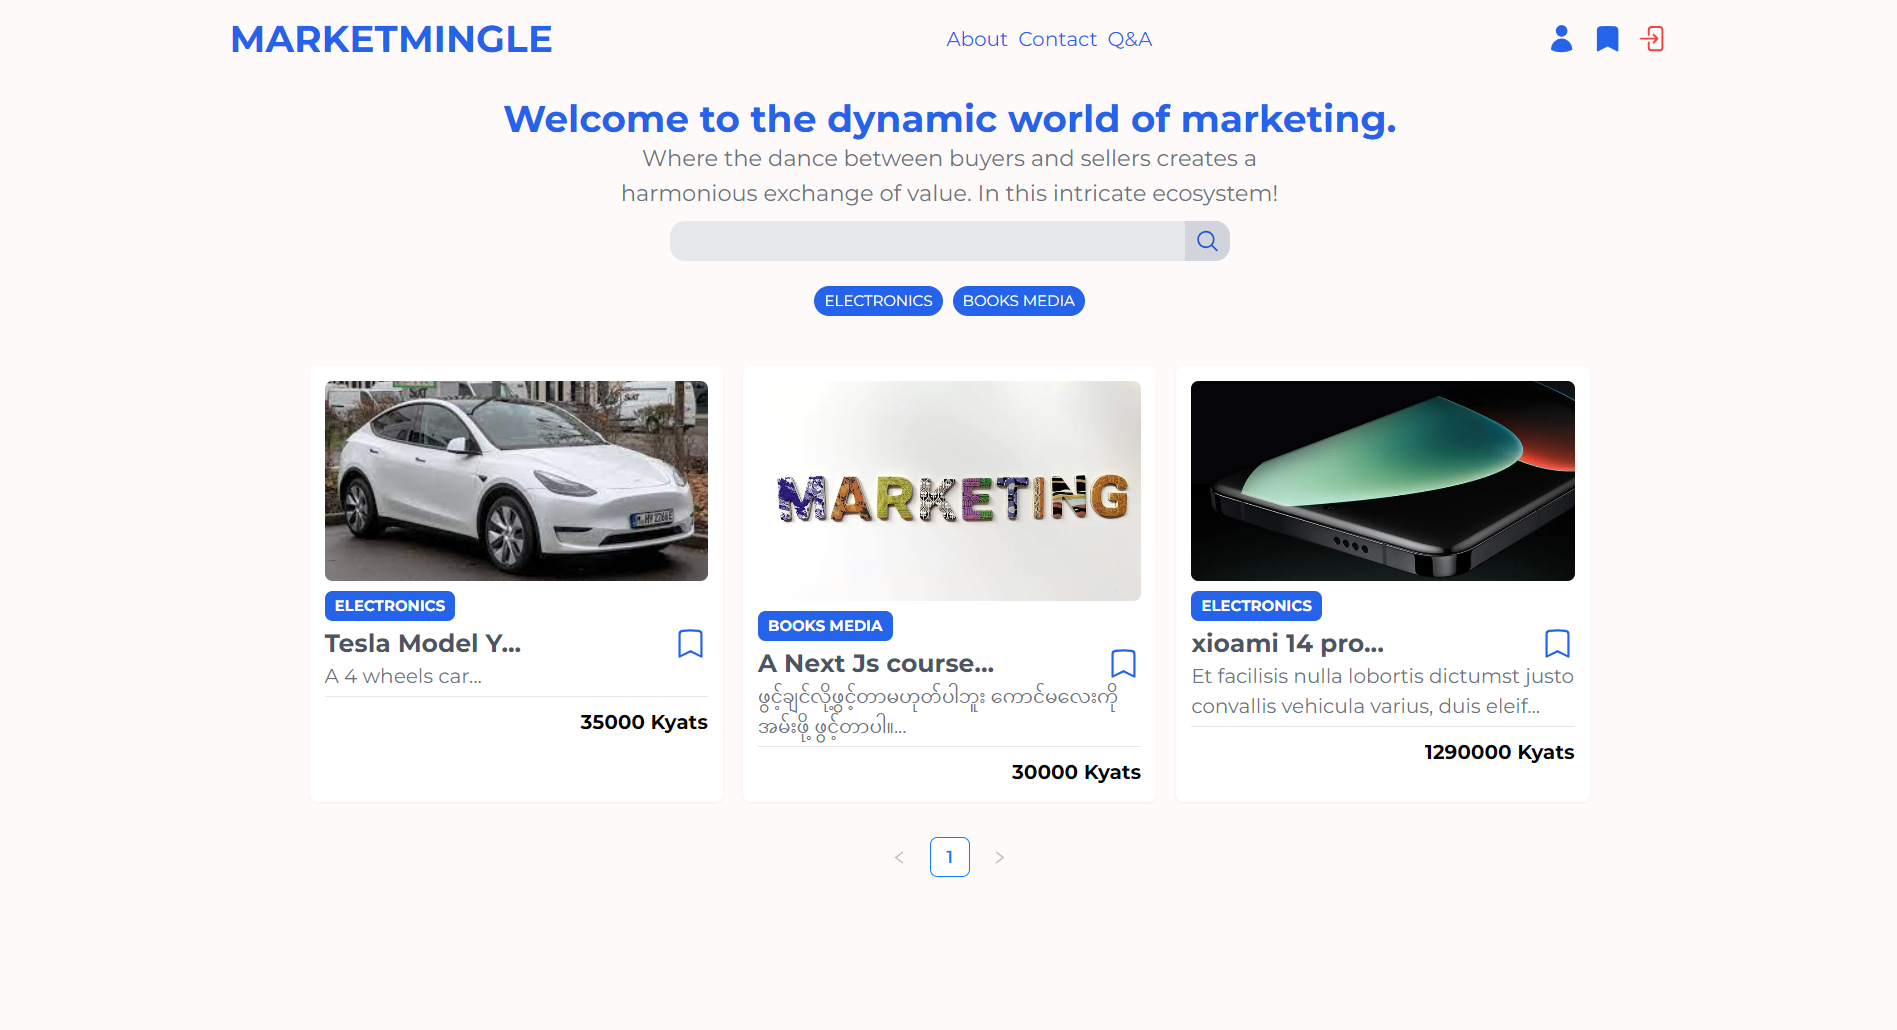 MARKETMINGLE
About Contact Q&A
Welcome to the dynamic world of marketing.
Where the dance between buyers and sellers creates a
harmonious exchange of value. In this intricate ecosystem!
ELECTRONICS BOOKS MEDIA
SIXT
SIXT
ELECTRONICS
Tesla Model Y...
A 4 wheels car...
35000 Kyats
MARKETING
BOOKS MEDIA
A Next Js course...
ဖွင့်ချင်လို့ဖွင့်တာမဟုတ်ပါဘူး ကောင်မလေးကို
အမ်းဖို့ ဖွင့်တာပါ။...
30000 Kyats
ELECTRONICS
xioami 14 pro...
Et facilisis nulla lobortis dictumst justo
convallis vehicula varius, duis eleif...
1290000 Kyats
1